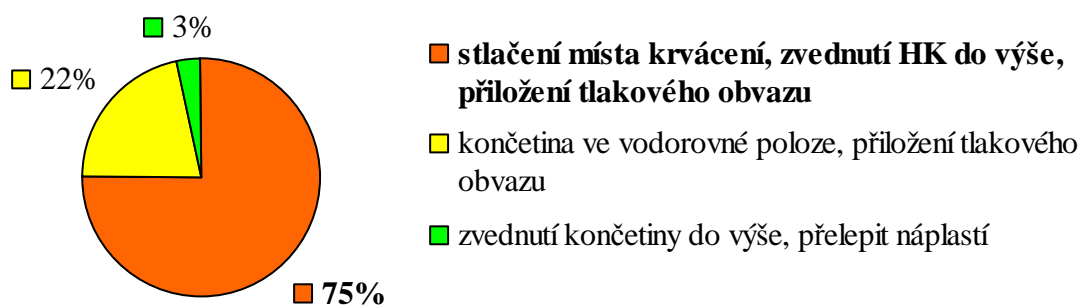 3%
22%
75%
stlačení místa krvácení, zvednutí HK do výše,
přiložení tlakového obvazu
končetina ve vodorovné poloze, přiložení tlakového
obvazu
zvednutí končetiny do výše, přelepit náplastí